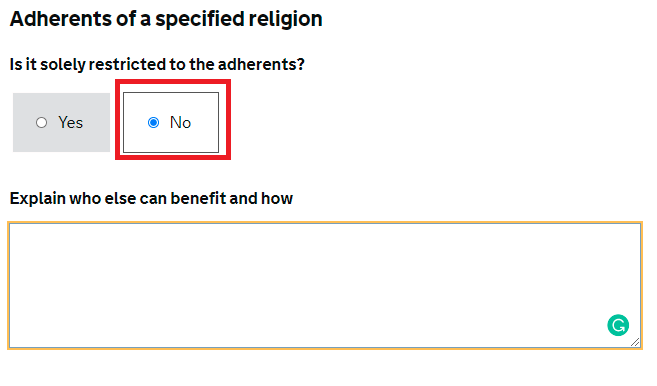 Adherents of a specified religion
Is it solely restricted to the adherents?
Yes
No
Explain who else can benefit and how